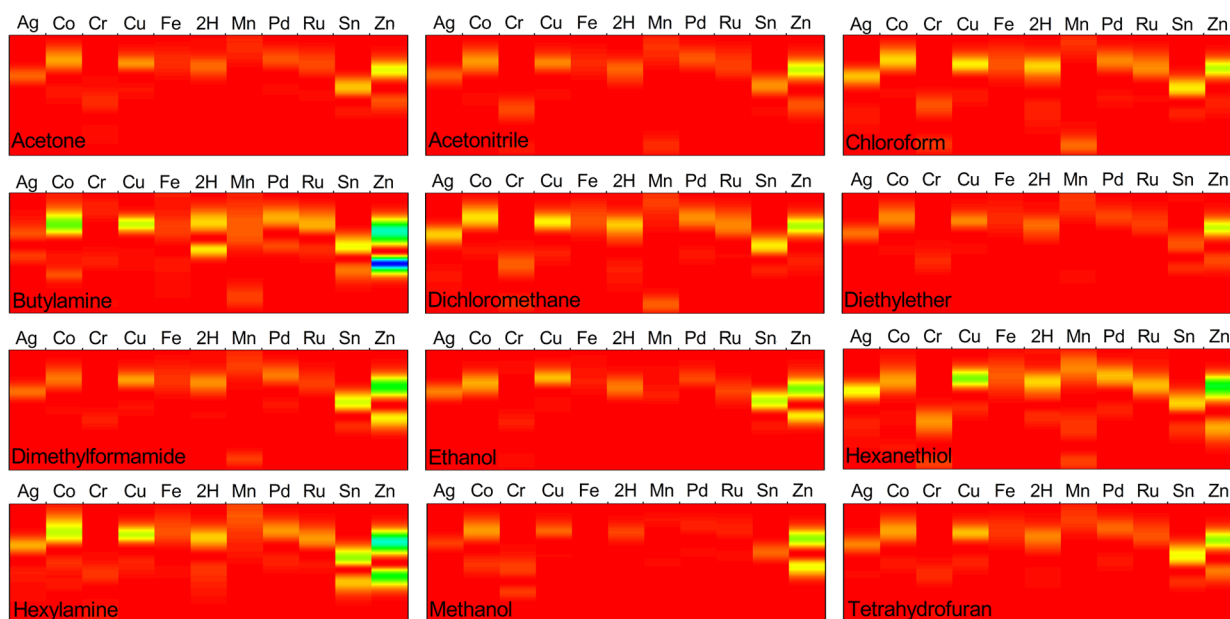 Ag Co Cr Cu Fe 2H Mn Pd Ru Sn Zn
Acetone
Ag Co Cr Cu Fe 2H Mn Pd Ru Sn Zn
Acetonitrile
Ag Co Cr Cu Fe 2H Mn Pd Ru Sn Zn
Chloroform
Ag Co Cr Cu Fe 2H Mn Pd Ru Sn Zn
Butylamine
Ag Co Cr Cu Fe 2H Mn Pd Ru Sn Zn
Dichloromethane
Ag Co Cr Cu Fe 2H Mn Pd Ru Sn Zn
Diethylether
Ag Co Cr Cu Fe 2H Mn Pd Ru Sn Zn
Dimethylformamide
Ag Co Cr Cu Fe 2H Mn Pd Ru Sn Zn
Ethanol
Ag Co Cr Cu Fe 2H Mn Pd Ru Sn Zn
Hexanethiol
Ag Co Cr Cu Fe 2H Mn Pd Ru Sn Zn
Hexylamine
Ag Co Cr Cu Fe 2H Mn Pd Ru Sn Zn
Methanol
Ag Co Cr Cu Fe 2H Mn Pd Ru Sn Zn
Tetrahydrofuran